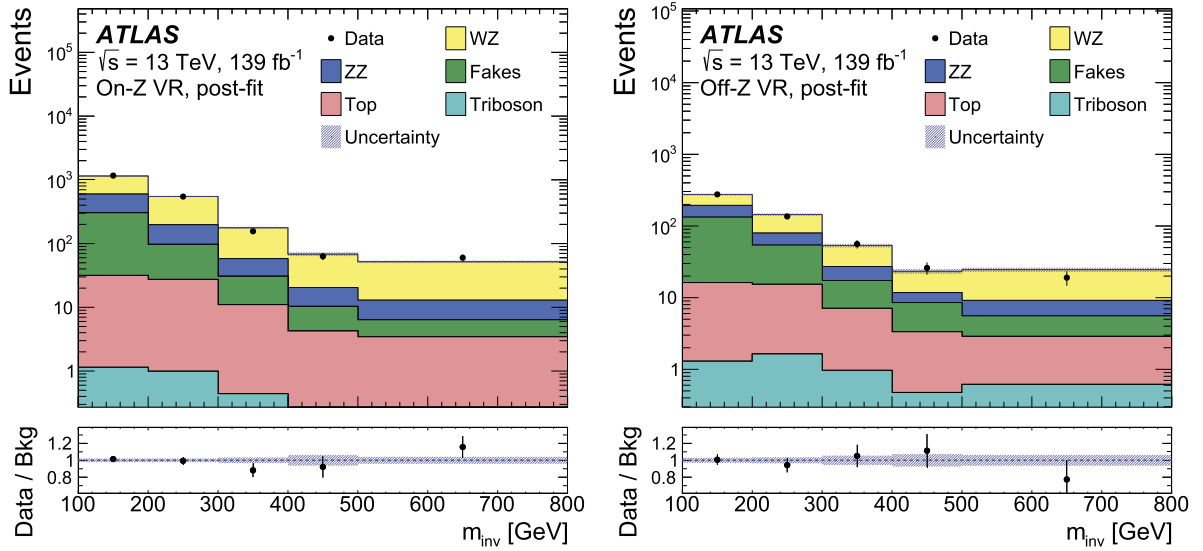 Events
10⁵
10⁴
10³
10²
10
1
ATLAS
√s = 13 TeV, 139 fb⁻¹
On-Z VR, post-fit
Data
WZ
ZZ
Fakes
Top
Triboson
Uncertainty
Data / Bkg
1.2
1
0.8
100 200 300 400 500 600 700 800
m_inv [GeV]
Events
10⁵
10⁴
10³
10²
10
1
ATLAS
√s = 13 TeV, 139 fb⁻¹
Off-Z VR, post-fit
Data
WZ
ZZ
Fakes
Top
Triboson
Uncertainty
Data / Bkg
1.2
1
0.8
100 200 300 400 500 600 700 800
m_inv [GeV]